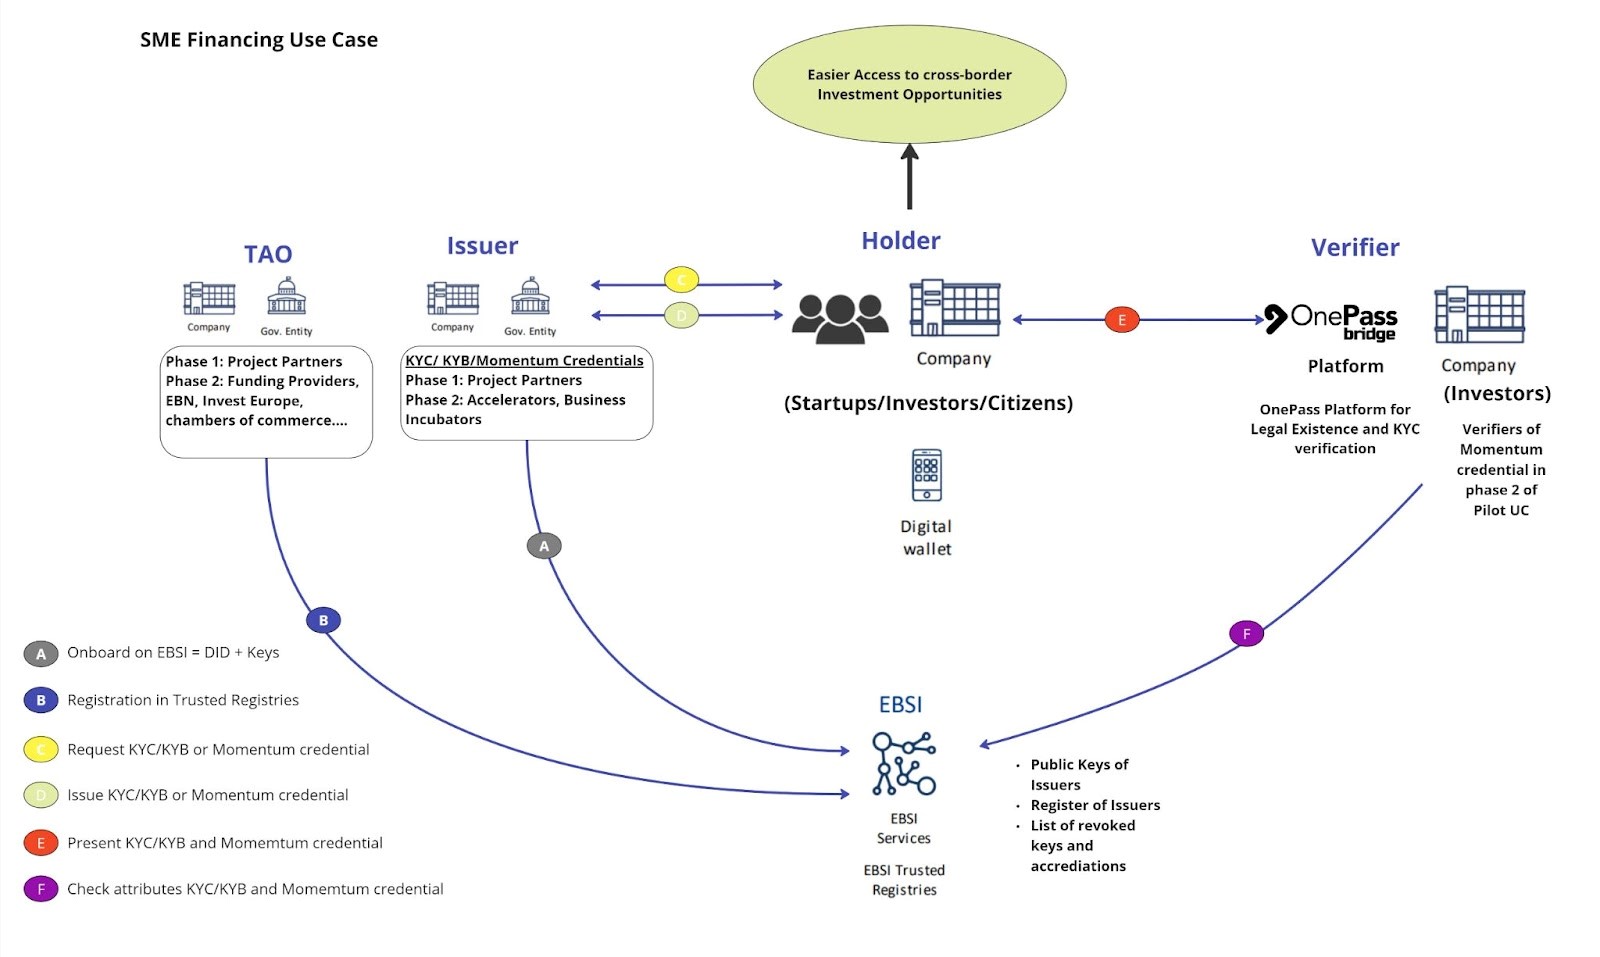 SME Financing Use Case
Easier Access to cross-border
Investment Opportunities
TAO
Company
Gov. Entity
Phase 1: Project Partners
Phase 2: Funding Providers,
EBN, Invest Europe,
chambers of commerce....
Issuer
Company
Gov. Entity
KYC/ KYB/Momentum Credentials
Phase 1: Project Partners
Phase 2: Accelerators, Business
Incubators
C
D
Holder
Company
(Startups/Investors/Citizens)
Digital
wallet
E
Verifier
OnePass
bridge
Platform
OnePass Platform for
Legal Existence and KYC
verification
Company
(Investors)
Verifiers of
Momentum
credential in
phase 2 of
Pilot UC
A
B
F
A Onboard on EBSI = DID + Keys
B Registration in Trusted Registries
C Request KYC/KYB or Momentum credential
D Issue KYC/KYB or Momentum credential
E Present KYC/KYB and Momemtum credential
F Check attributes KYC/KYB and Momemtum credential
EBSI
EBSI
Services
EBSI Trusted
Registries
· Public Keys of
Issuers
· Register of Issuers
· List of revoked
keys and
accrediations